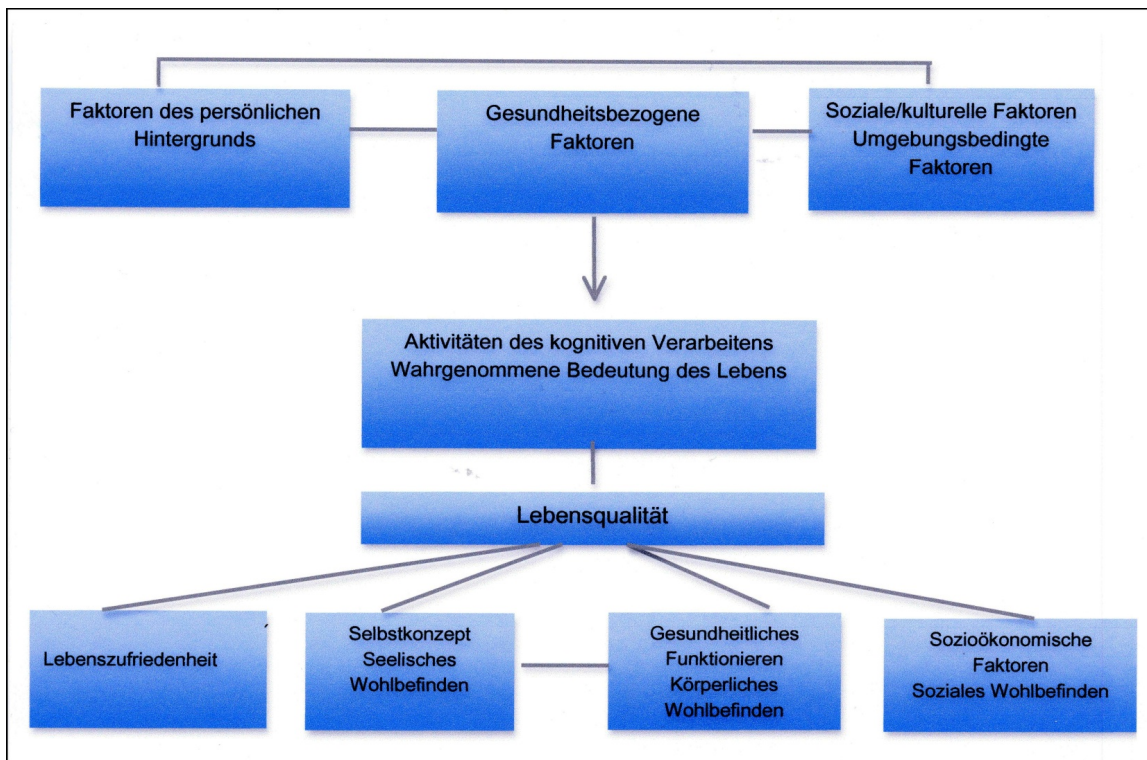 Faktoren des persönlichen
Hintergrunds
Gesundheitsbezogene
Faktoren
Soziale/kulturelle Faktoren
Umgebungsbedingte
Faktoren
Aktivitäten des kognitiven Verarbeitens
Wahrgenommene Bedeutung des Lebens
Lebensqualität
Lebenszufriedenheit
Selbstkonzept
Seelisches
Wohlbefinden
Gesundheitliches
Funktionieren
Körperliches
Wohlbefinden
Sozioökonomische
Faktoren
Soziales Wohlbefinden